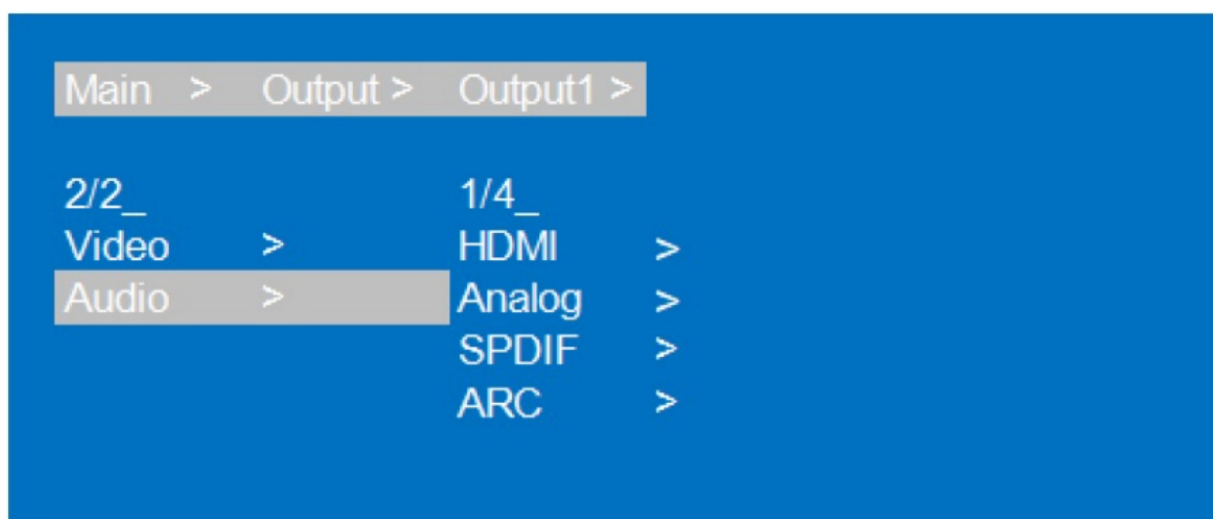 Main > Output > Output1 >
2/2_ 1/4_
Video > HDMI >
Audio > Analog >
SPDIF >
ARC >